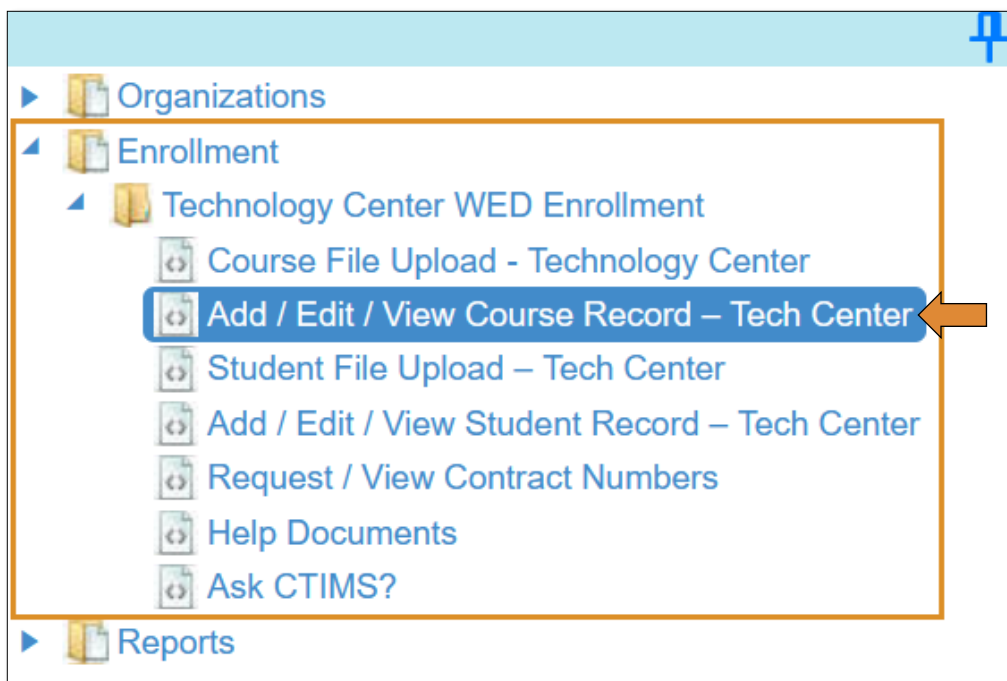 Organizations
Enrollment
Technology Center WED Enrollment
Course File Upload - Technology Center
Add / Edit / View Course Record – Tech Center
Student File Upload – Tech Center
Add / Edit / View Student Record – Tech Center
Request / View Contract Numbers
Help Documents
Ask CTIMS?
Reports